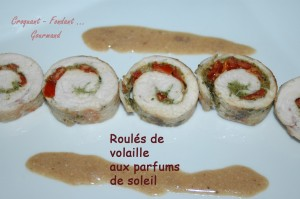 Croquant - Fondant ...
Gourmand
Roulés de
volaille
aux parfums
de soleil